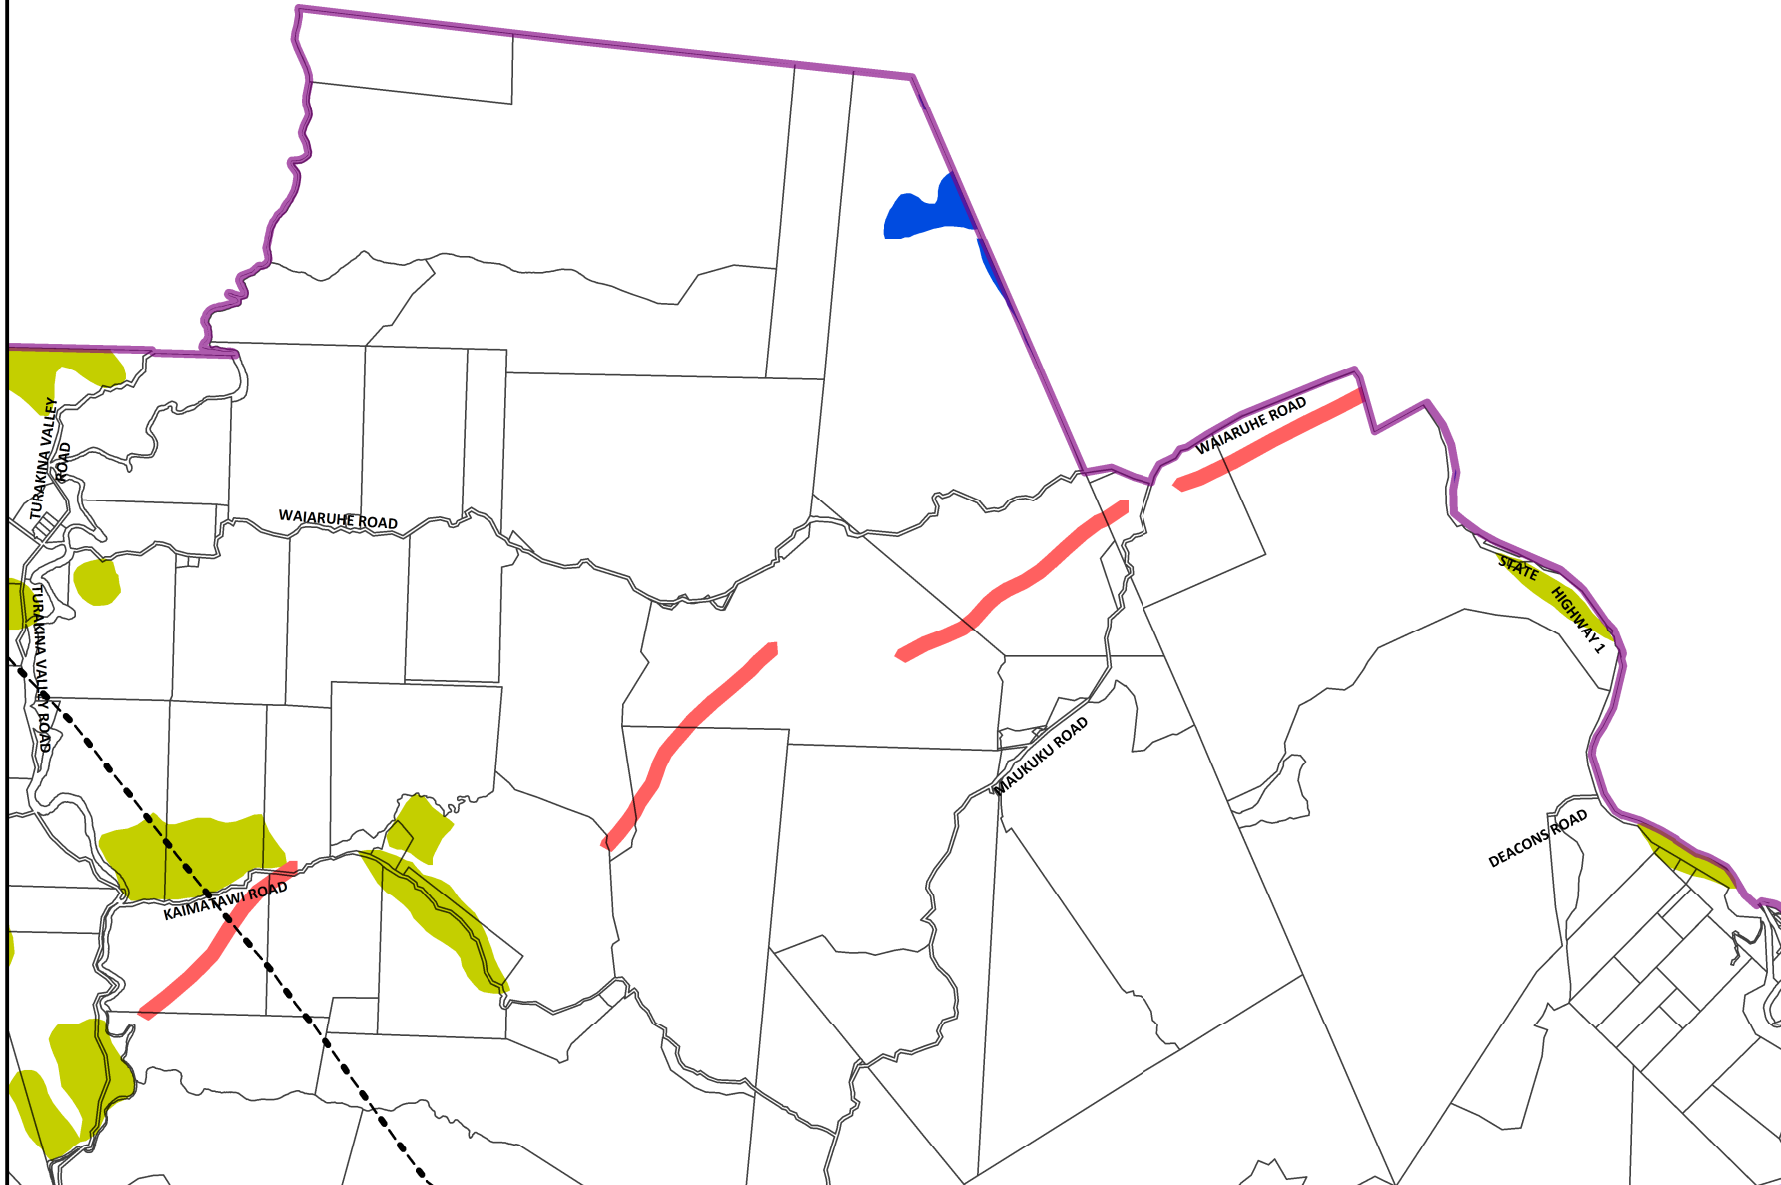 WAIARUHE ROAD
TURAKINA VALLEY
ROAD
WAIARUHE ROAD
STATE
HIGHWAY 1
TURAKINA VALLEY ROAD
MAUKUKU ROAD
DEACONS ROAD
KAIMATAWI ROAD